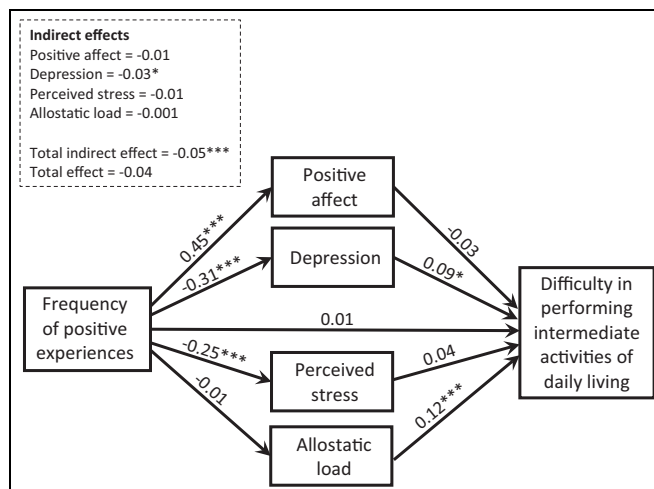 Indirect effects
Positive affect = -0.01
Depression = -0.03*
Perceived stress = -0.01
Allostatic load = -0.001
Total indirect effect = -0.05***
Total effect = -0.04
Positive
affect
0.45***
-0.03
Depression
-0.31***
0.09*
Frequency
of positive
experiences
0.01
Difficulty in
performing
intermediate
activities of
daily living
-0.25***
Perceived
stress
0.04
-0.01
Allostatic
load
0.12***